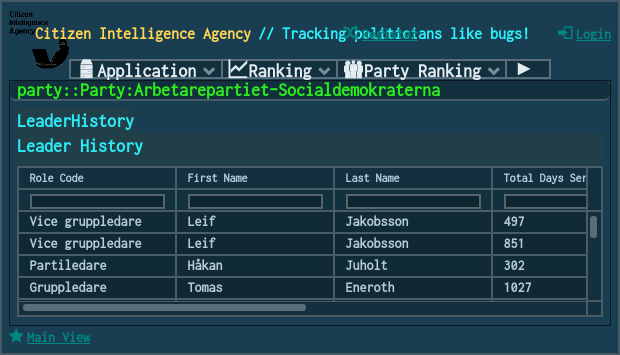 Citizen
Intelligence
Agency
Citizen Intelligence Agency // Tracking politicians like bugs!
Login
Application Ranking Party Ranking
party::Party:Arbetarepartiet-Socialdemokraterna
LeaderHistory
Leader History
Role Code First Name Last Name Total Days Ser
Vice gruppledare Leif Jakobsson 497
Vice gruppledare Leif Jakobsson 851
Partiledare Håkan Juholt 302
Gruppledare Tomas Eneroth 1027
Main View